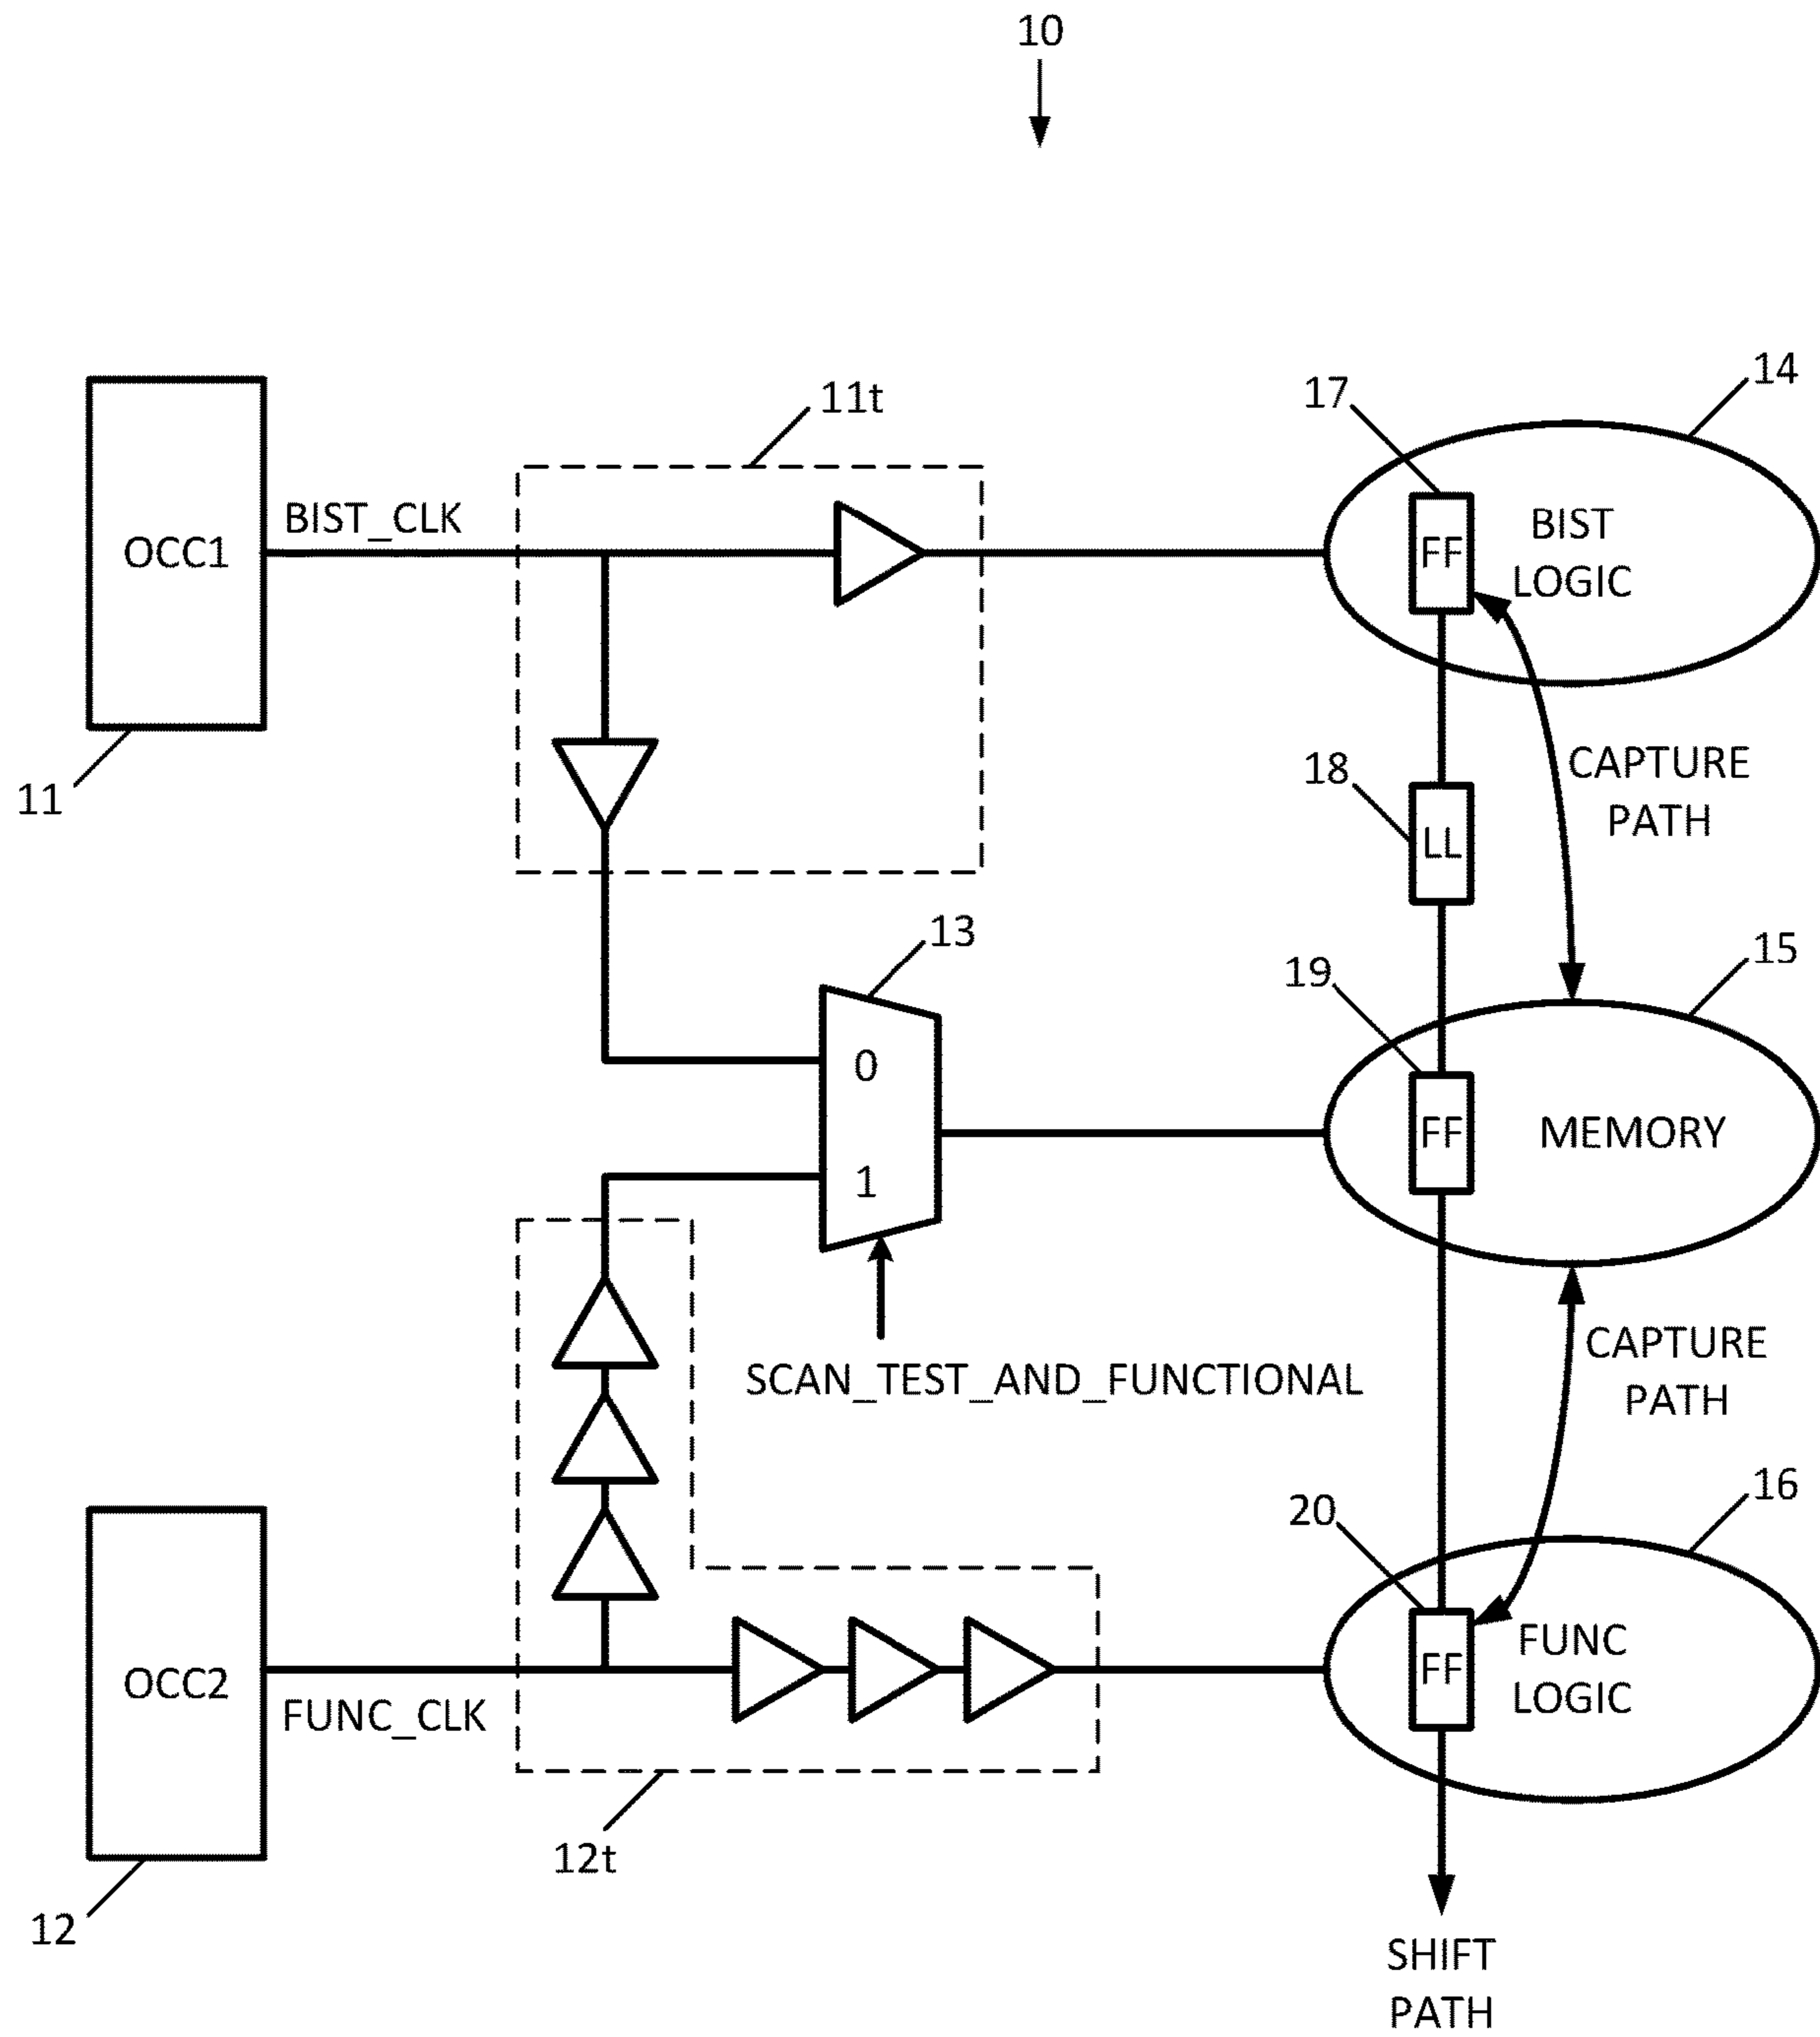 10
11t
17
14
BIST_CLK
OCC1
FF
BIST
LOGIC
11
18
LL
CAPTURE
PATH
13
19
15
0
FF
MEMORY
1
SCAN_TEST_AND_FUNCTIONAL
CAPTURE
PATH
20
16
OCC2
FUNC_CLK
FF
FUNC
LOGIC
12t
12
SHIFT
PATH